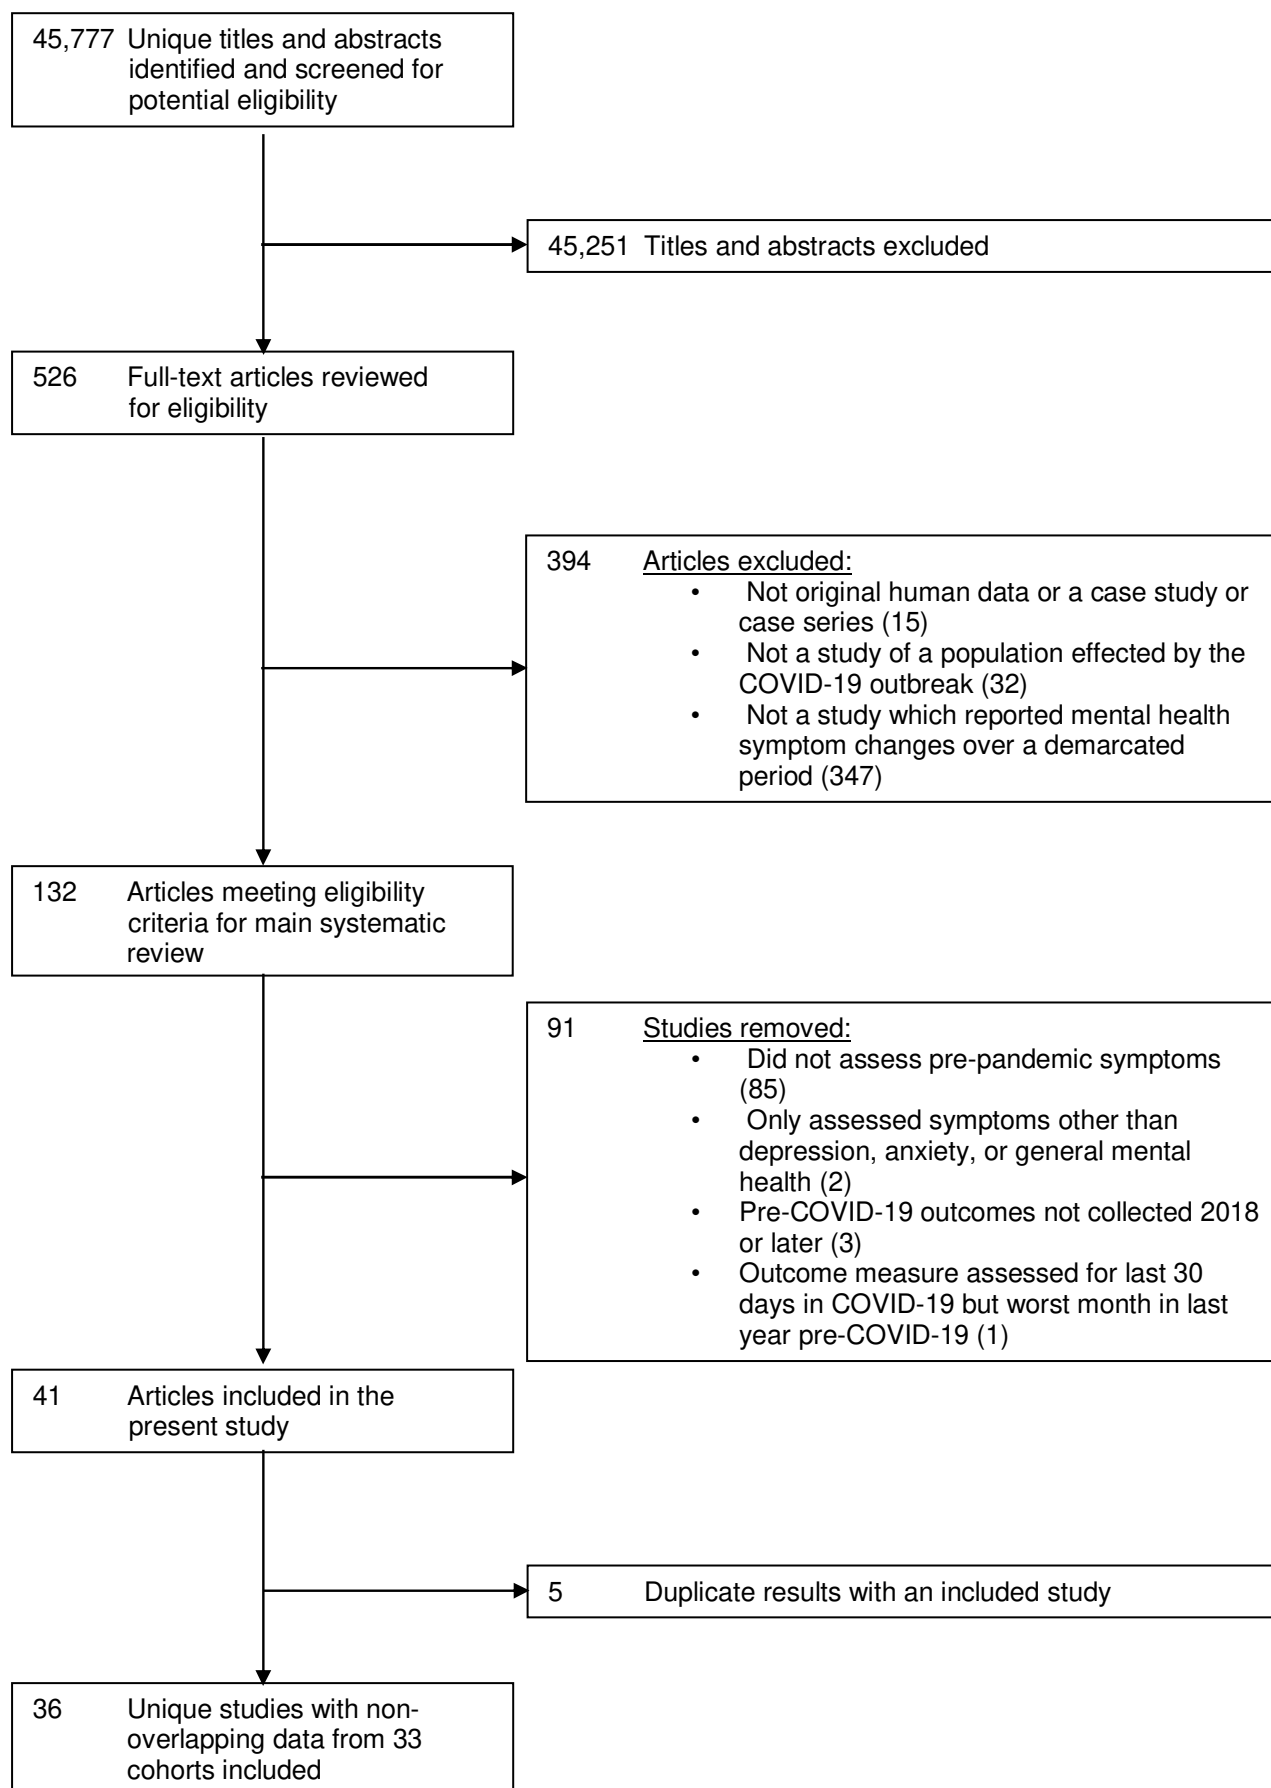 45,777 Unique titles and abstracts
identified and screened for
potential eligibility
45,251 Titles and abstracts excluded
526 Full-text articles reviewed
for eligibility
394 Articles excluded:
• Not original human data or a case study or
case series (15)
• Not a study of a population effected by the
COVID-19 outbreak (32)
• Not a study which reported mental health
symptom changes over a demarcated
period (347)
132 Articles meeting eligibility
criteria for main systematic
review
91 Studies removed:
• Did not assess pre-pandemic symptoms
(85)
• Only assessed symptoms other than
depression, anxiety, or general mental
health (2)
• Pre-COVID-19 outcomes not collected 2018
or later (3)
• Outcome measure assessed for last 30
days in COVID-19 but worst month in last
year pre-COVID-19 (1)
41 Articles included in the
present study
5 Duplicate results with an included study
36 Unique studies with non-
overlapping data from 33
cohorts included